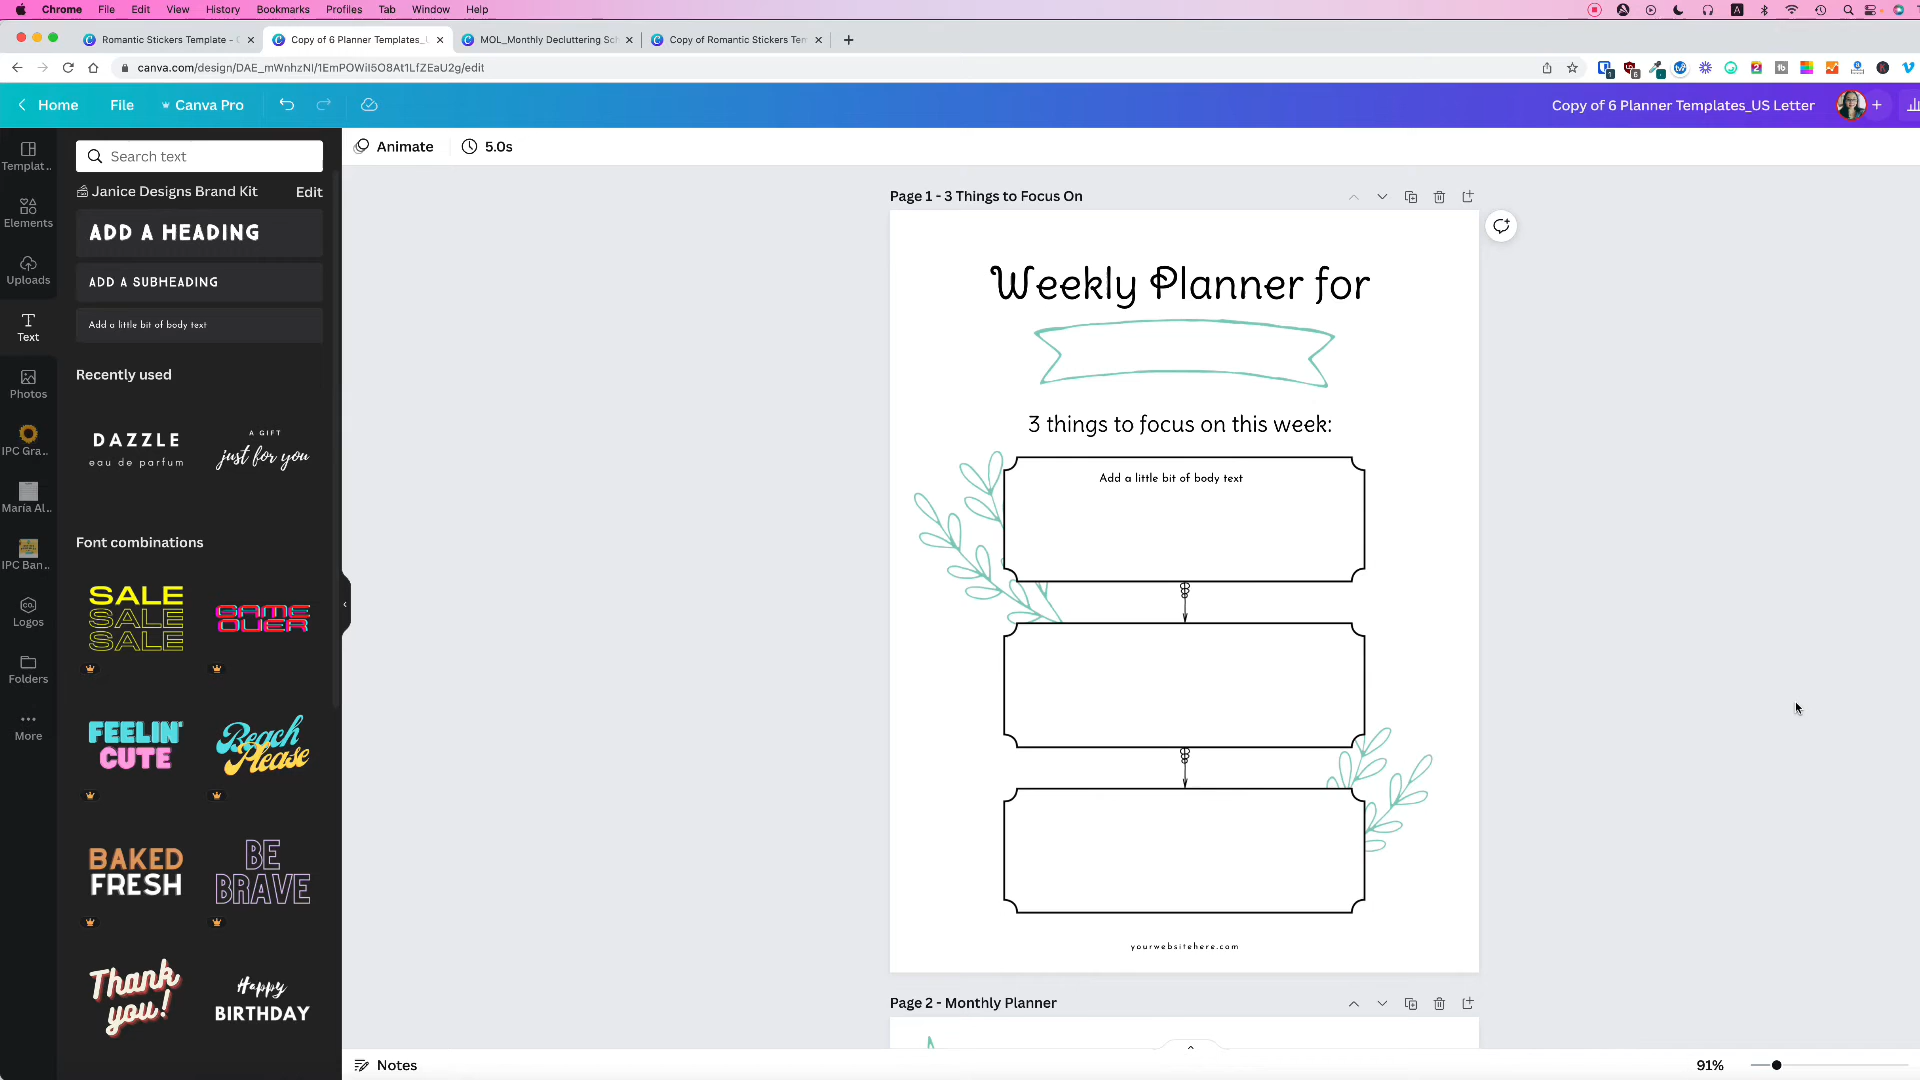 Chrome File Edit View History Bookmarks Profiles Tab Window Help
Romantic Stickers Template -
Copy of 6 Planner Templates_
MOL_Monthly Decluttering Sc
Copy of Romantic Stickers Tem
canva.com/design/DAE_mWnhzNI/1EmPOWiI5O8At1LfZEaU2g/edit
Home File Canva Pro
Copy of 6 Planner Templates_US Letter
Templat...
Elements
Uploads
Text
Photos
IPC Gra...
María Al...
IPC Ban...
Logos
Folders
More
Search text
Janice Designs Brand Kit Edit
ADD A HEADING
ADD A SUBHEADING
Add a little bit of body text
Recently used
DAZZLE
eau de parfum
A GIFT
just for you
Font combinations
SALE
SALE
SALE
GAME
OVER
FEELIN'
CUTE
Beach
Please
BAKED
FRESH
BE
BRAVE
Thank
you!
Happy
BIRTHDAY
Animate 5.0s
Page 1 - 3 Things to Focus On
Weekly Planner for
3 things to focus on this week:
Add a little bit of body text
yourwebsitehere.com
Page 2 - Monthly Planner
Notes
91%